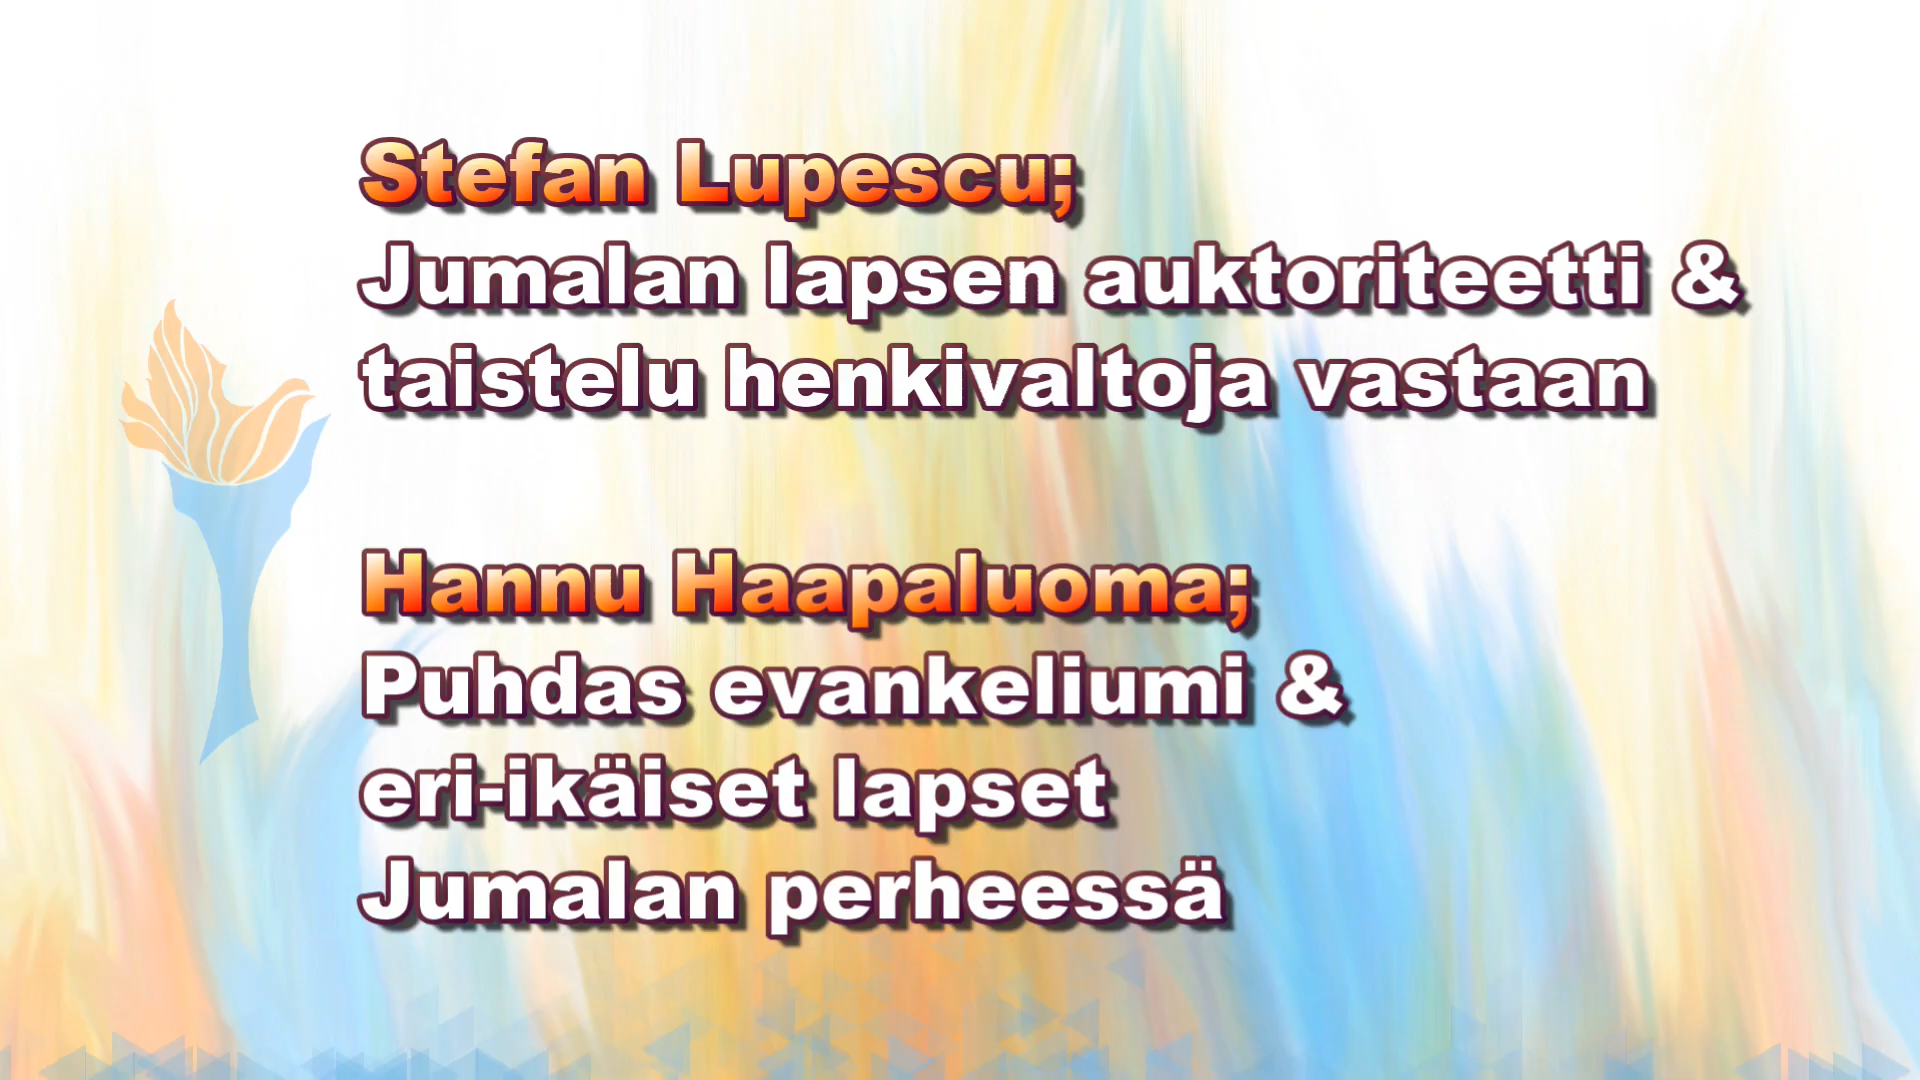 Stefan Lupescu;
Jumalan lapsen auktoriteetti &
taistelu henkivaltoja vastaan
Hannu Haapaluoma;
Puhdas evankeliumi &
eri-ikäiset lapset
Jumalan perheessä